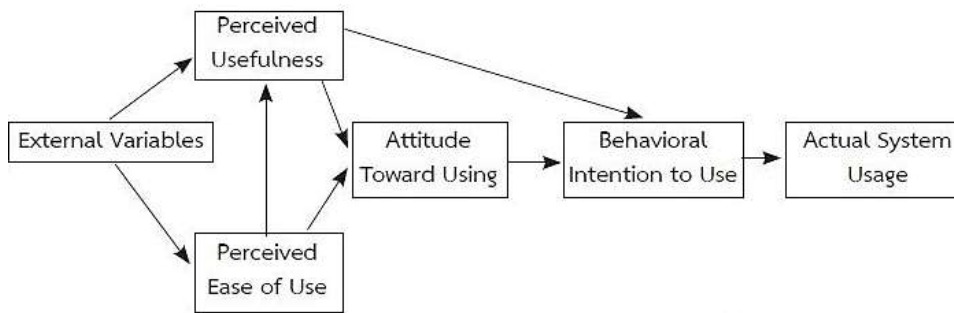 Perceived
Usefulness
External Variables
Attitude
Toward Using
Behavioral
Intention to Use
Actual System
Usage
Perceived
Ease of Use